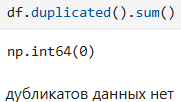 df.duplicated().sum()
np.int64(0)
дубликатов данных нет